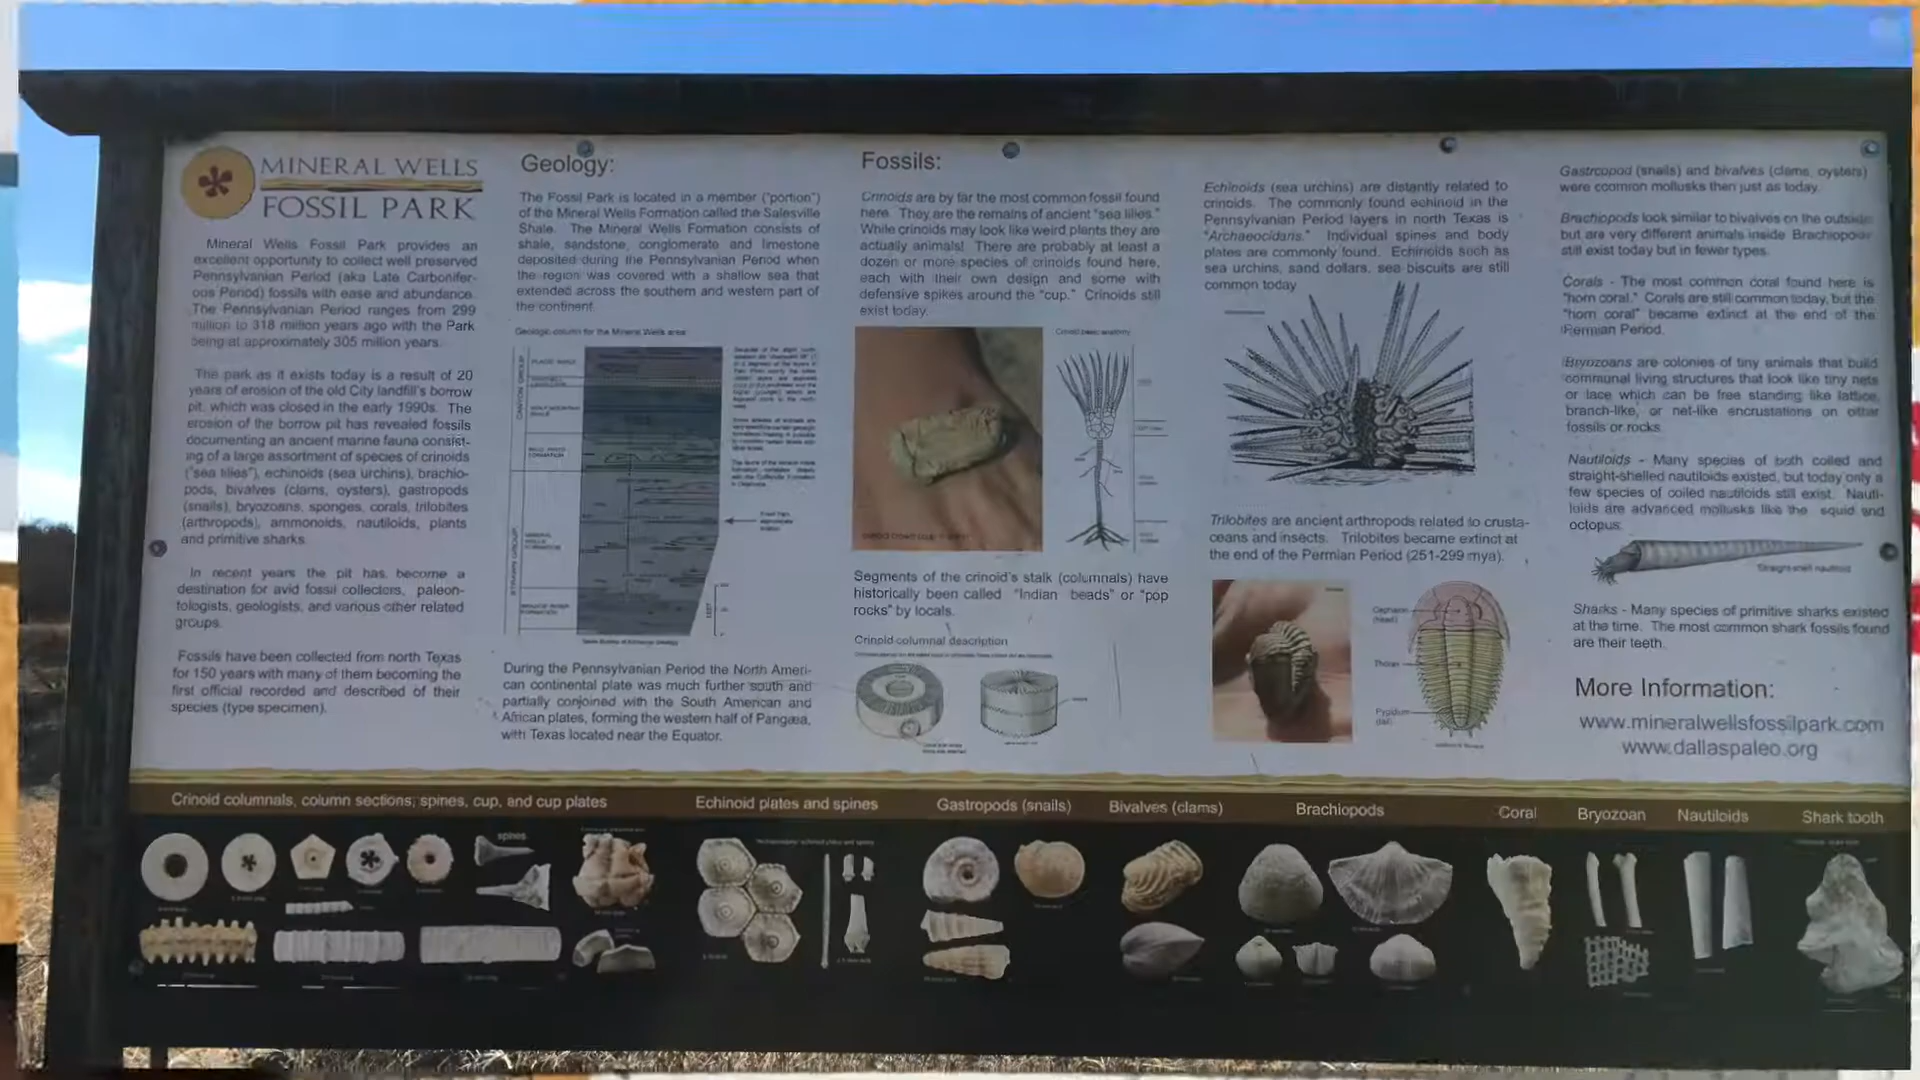 MINERAL WELLS
FOSSIL PARK
Mineral Wells Fossil Park provides an
excellent opportunity to collect well preserved
Pennsylvanian Period (aka Late Carbonifer-
ous Period) fossils with ease and abundance.
The Pennsylvanian Period ranges from 299
million to 318 million years ago with the Park
being at approximately 305 million years.
The park as it exists today is a result of 20
years of erosion of the old City landfill's borrow
pit, which was closed in the early 1990s. The
erosion of the borrow pit has revealed fossils
documenting an ancient marine fauna consist-
ing of a large assortment of species of crinoids
("sea lilies"), echinoids (sea urchins), brachio-
pods, bivalves (clams, oysters), gastropods
(snails), bryozoans, sponges, corals, trilobites
(arthropods), ammonoids, nautiloids, plants
and primitive sharks.
In recent years the pit has become a
destination for avid fossil collectors, paleon-
tologists, geologists, and various other related
groups.
Fossils have been collected from north Texas
for 150 years with many of them becoming the
first official recorded and described of their
species (type specimen).
Geology:
The Fossil Park is located in a member ("portion")
of the Mineral Wells Formation called the Salesville
Shale. The Mineral Wells Formation consists of
shale, sandstone, conglomerate and limestone
deposited during the Pennsylvanian Period when
the region was covered with a shallow sea that
extended across the southern and western part of
the continent.
Geologic column for the Mineral Wells area:
During the Pennsylvanian Period the North Ameri-
can continental plate was much further south and
partially conjoined with the South American and
African plates, forming the western half of Pangæa,
with Texas located near the Equator.
Fossils:
Crinoids are by far the most common fossil found
here. They are the remains of ancient "sea lilies."
While crinoids may look like weird plants they are
actually animals! There are probably at least a
dozen or more species of crinoids found here,
each with their own design and some with
defensive spikes around the "cup." Crinoids still
exist today.
Crinoid basic anatomy
Segments of the crinoid's stalk (columnals) have
historically been called "Indian beads" or "pop
rocks" by locals.
Crinoid columnal description
Echinoids (sea urchins) are distantly related to
crinoids. The commonly found echinoid in the
Pennsylvanian Period layers in north Texas is
"Archaeocidaris." Individual spines and body
plates are commonly found. Echinoids such as
sea urchins, sand dollars, sea biscuits are still
common today
Trilobites are ancient arthropods related to crusta-
ceans and insects. Trilobites became extinct at
the end of the Permian Period (251-299 mya).
Cephalon
(head)
Thorax
Pygidium
(tail)
Gastropod (snails) and bivalves (clams, oysters)
were common mollusks then just as today.
Brachiopods look similar to bivalves on the outside
but are very different animals inside. Brachiopods
still exist today but in fewer types.
Corals - The most common coral found here is
"horn coral." Corals are still common today, but the
"horn coral" became extinct at the end of the
Permian Period.
Bryozoans are colonies of tiny animals that build
communal living structures that look like tiny nets
or lace which can be free standing like lattice,
branch-like, or net-like encrustations on other
fossils or rocks.
Nautiloids - Many species of both coiled and
straight-shelled nautiloids existed, but today only a
few species of coiled nautiloids still exist. Nauti-
loids are advanced mollusks like the squid and
octopus.
Straight-shell nautiloid
Sharks - Many species of primitive sharks existed
at the time. The most common shark fossils found
are their teeth.
More Information:
www.mineralwellsfossilpark.com
www.dallaspaleo.org
Crinoid columnals, column sections, spines, cup, and cup plates
Echinoid plates and spines
Gastropods (snails)
Bivalves (clams)
Brachiopods
Coral
Bryozoan
Nautiloids
Shark tooth
spines